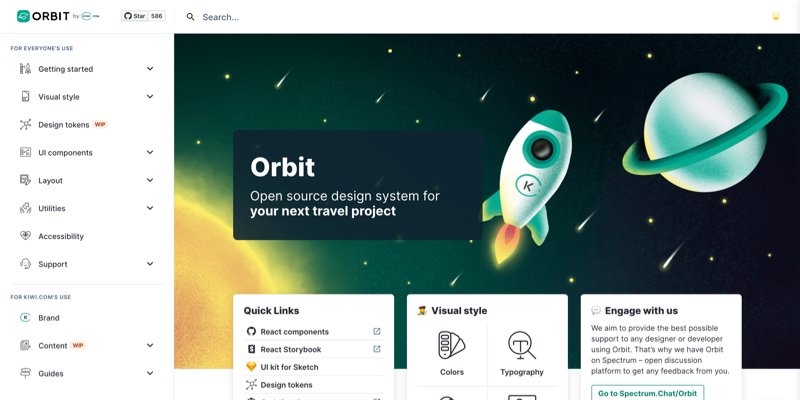 ORBIT by KIWI.COM
Star 586
Search...
FOR EVERYONE'S USE
Getting started
Visual style
Design tokens WIP
UI components
Layout
Utilities
Accessibility
Support
FOR KIWI.COM'S USE
Brand
Content WIP
Guides
Orbit
Open source design system for
your next travel project
K
Quick Links
React components
React Storybook
UI kit for Sketch
Design tokens
Visual style
Colors
Typography
Engage with us
We aim to provide the best possible
support to any designer or developer
using Orbit. That's why we have Orbit
on Spectrum – open discussion
platform to get any feedback from you.
Go to Spectrum.Chat/Orbit